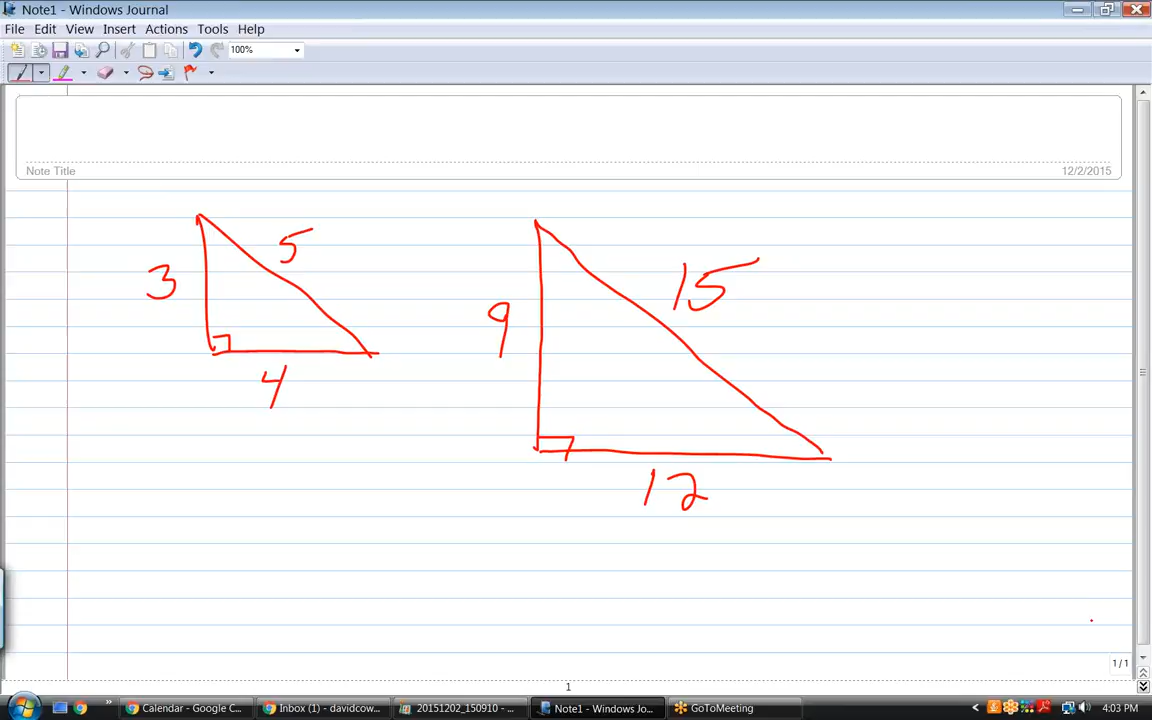 Note1 - Windows Journal
File Edit View Insert Actions Tools Help
100%
Note Title
12/2/2015
5
3
4
15
9
12
1/1
1
Calendar - Google C...
Inbox (1) - davidcow...
20151202_150910 - ...
Note1 - Windows Jo...
GoToMeeting
4:03 PM